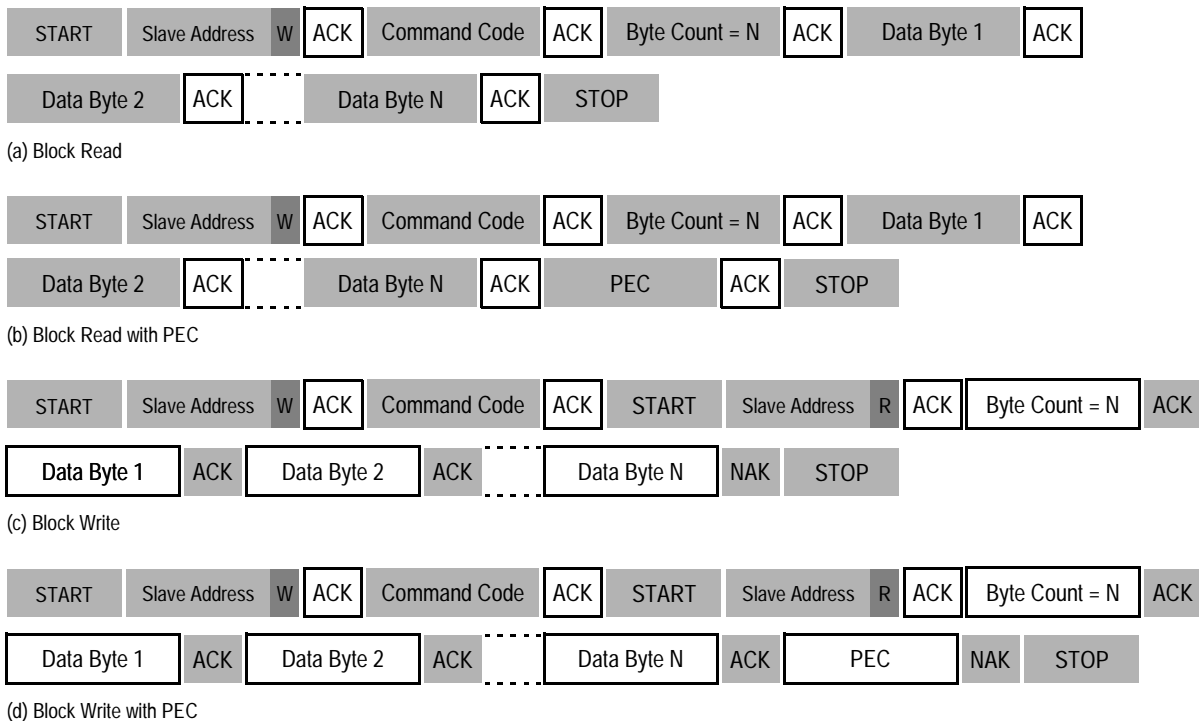 START Slave Address W ACK Command Code ACK Byte Count = N ACK Data Byte 1 ACK
Data Byte 2 ACK Data Byte N ACK STOP
(a) Block Read
START Slave Address W ACK Command Code ACK Byte Count = N ACK Data Byte 1 ACK
Data Byte 2 ACK Data Byte N ACK PEC ACK STOP
(b) Block Read with PEC
START Slave Address W ACK Command Code ACK START Slave Address R ACK Byte Count = N ACK
Data Byte 1 ACK Data Byte 2 ACK Data Byte N NAK STOP
(c) Block Write
START Slave Address W ACK Command Code ACK START Slave Address R ACK Byte Count = N ACK
Data Byte 1 ACK Data Byte 2 ACK Data Byte N ACK PEC NAK STOP
(d) Block Write with PEC